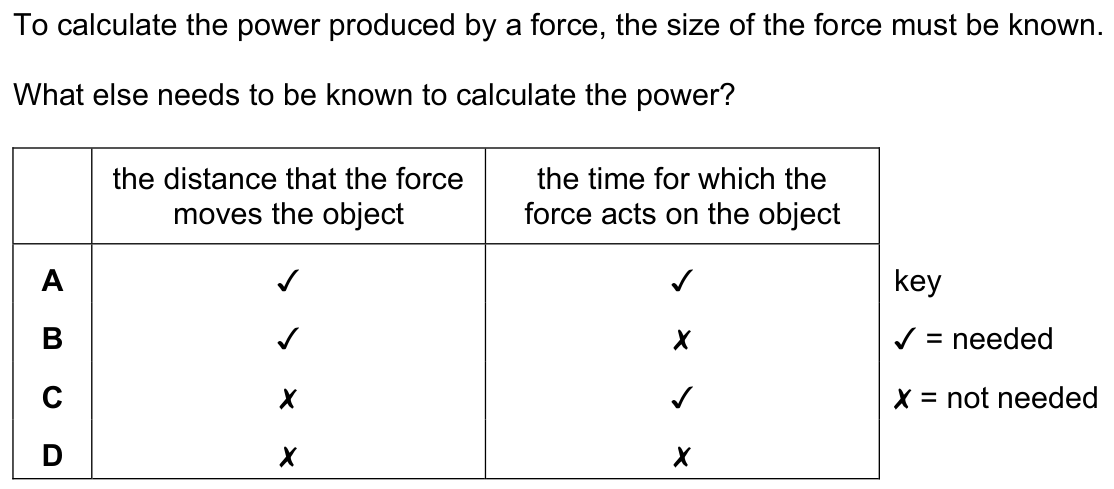 To calculate the power produced by a force, the size of the force must be known.
What else needs to be known to calculate the power?
the distance that the force the time for which the
moves the object force acts on the object
A ✓ ✓ key
B ✓ ✗ ✓ = needed
C ✗ ✓ ✗ = not needed
D ✗ ✗